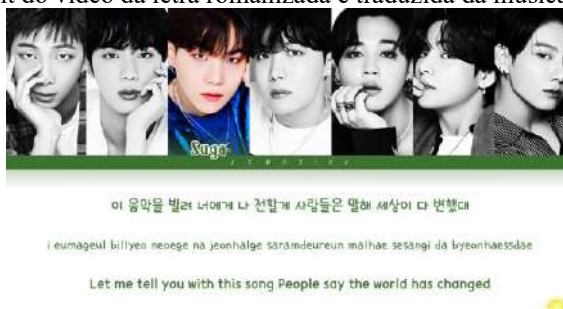 do vídeo da letra romanizada e traduzida da música
Suga
이 음악을 빌려 너에게 나 전할게 사람들은 말해 세상이 다 변했대
i eumageul billyeo neoege na jeonhalge saramdeureun malhae sesangi da byeonhaessdae
Let me tell you with this song People say the world has changed